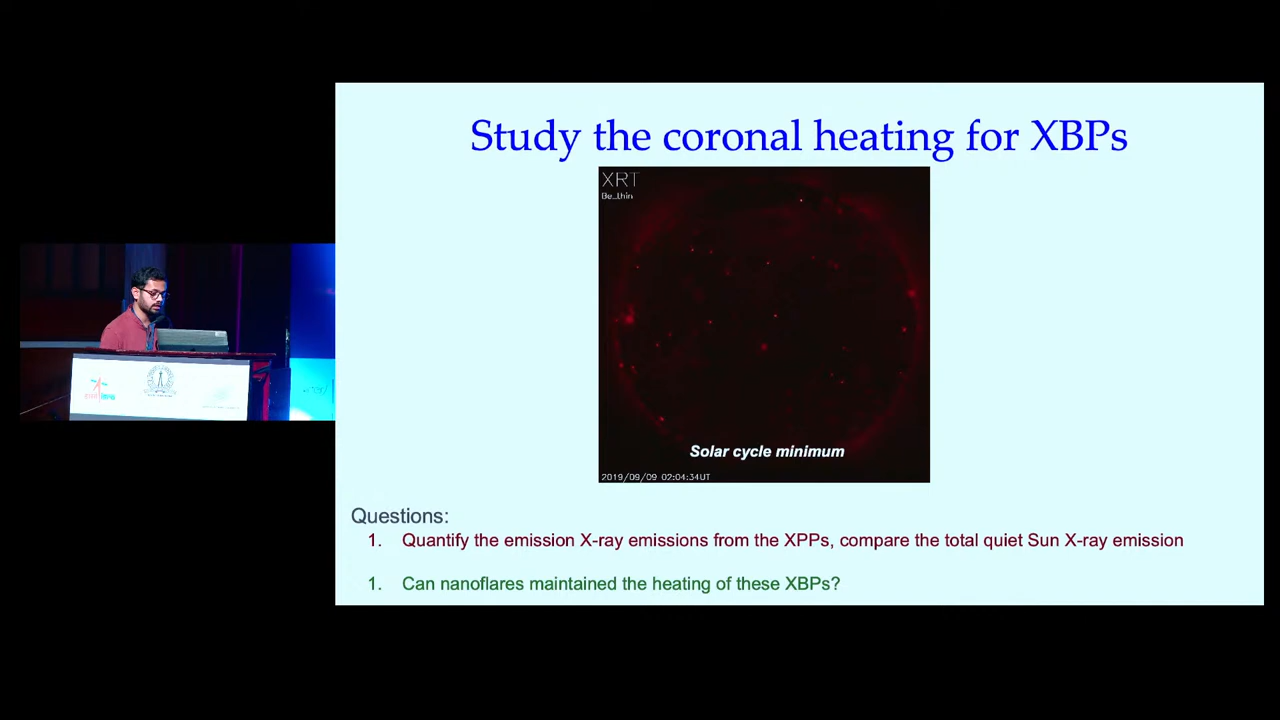 Study the coronal heating for XBPs
XRT
Be_thin
Solar cycle minimum
2019/09/09 02:04:34UT
Questions:
1. Quantify the emission X-ray emissions from the XPPs, compare the total quiet Sun X-ray emission
1. Can nanoflares maintained the heating of these XBPs?